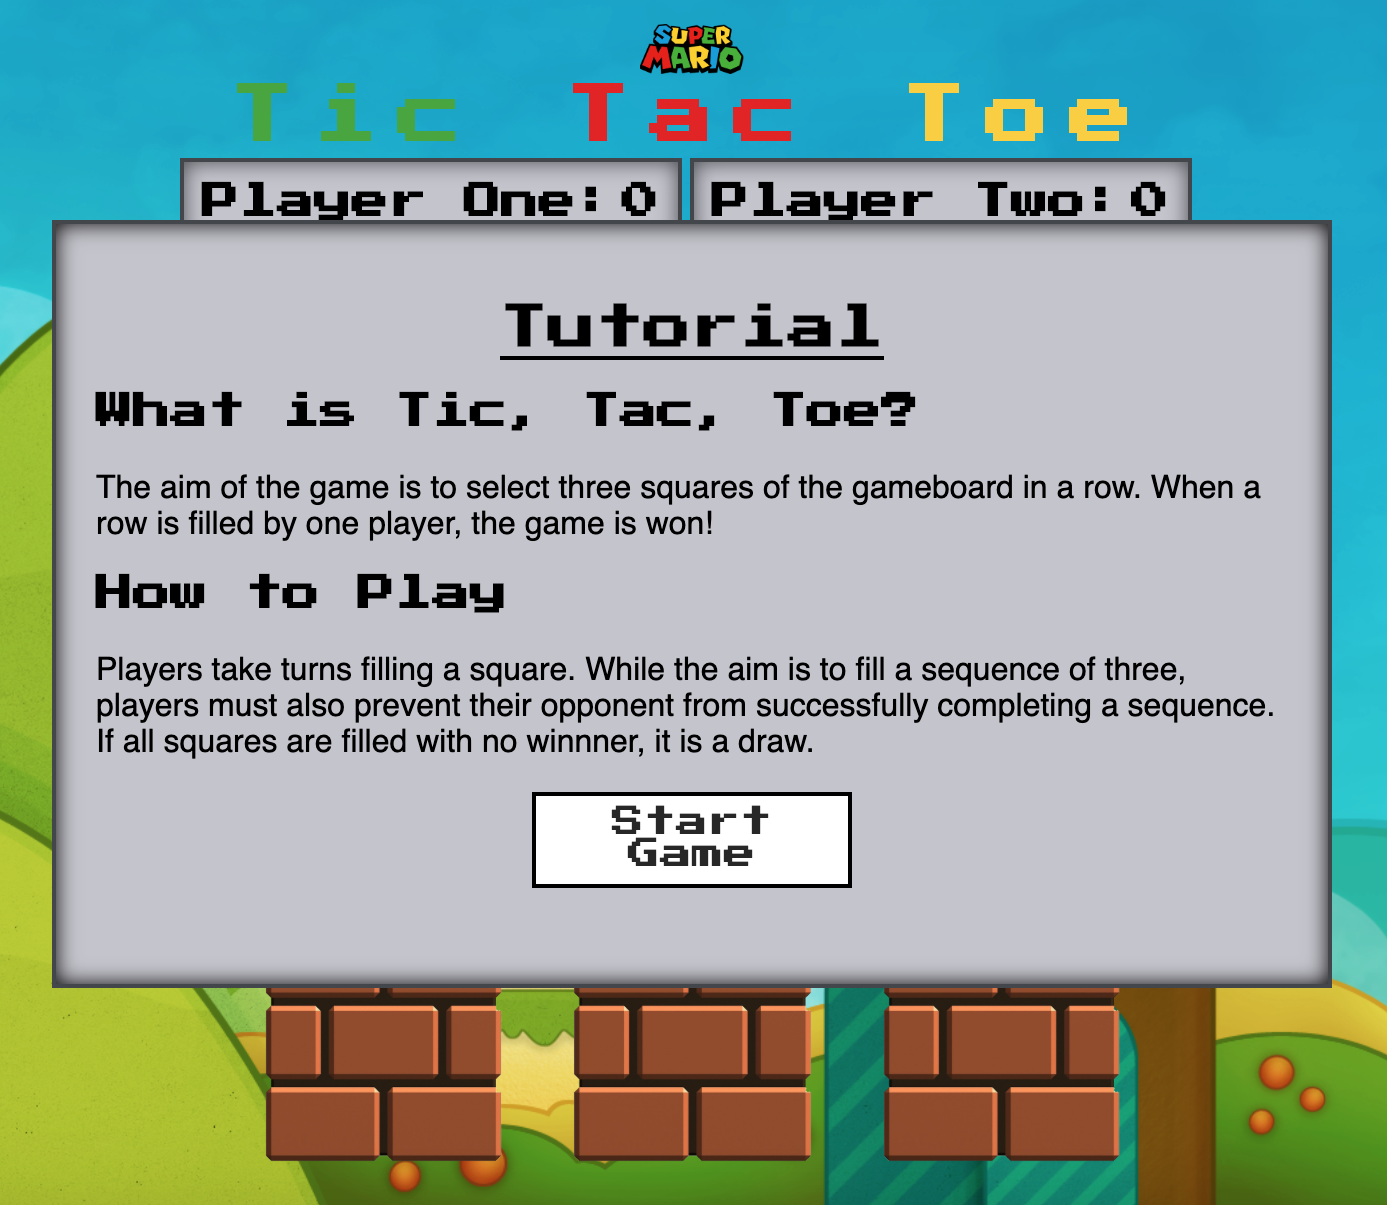 SUPER
MARIO
Tic Tac Toe
Player One: 0 Player Two: 0
Tutorial
What is Tic, Tac, Toe?
The aim of the game is to select three squares of the gameboard in a row. When a
row is filled by one player, the game is won!
How to Play
Players take turns filling a square. While the aim is to fill a sequence of three,
players must also prevent their opponent from successfully completing a sequence.
If all squares are filled with no winnner, it is a draw.
Start
Game